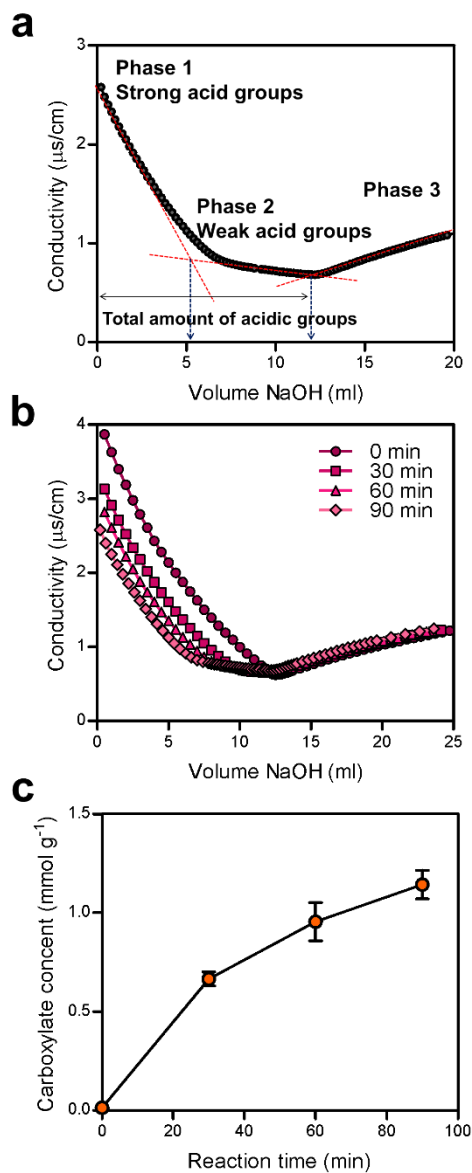 a
Phase 1
Strong acid groups
Phase 2
Weak acid groups
Phase 3
Total amount of acidic groups
Conductivity (µs/cm)
3
2
1
0
0 5 10 15 20
Volume NaOH (ml)
b
0 min
30 min
60 min
90 min
Conductivity (µs/cm)
4
3
2
1
0
0 5 10 15 20 25
Volume NaOH (ml)
c
Carboxylate concent (mmol g-1)
1.5
1.0
0.5
0.0
0 20 40 60 80 100
Reaction time (min)